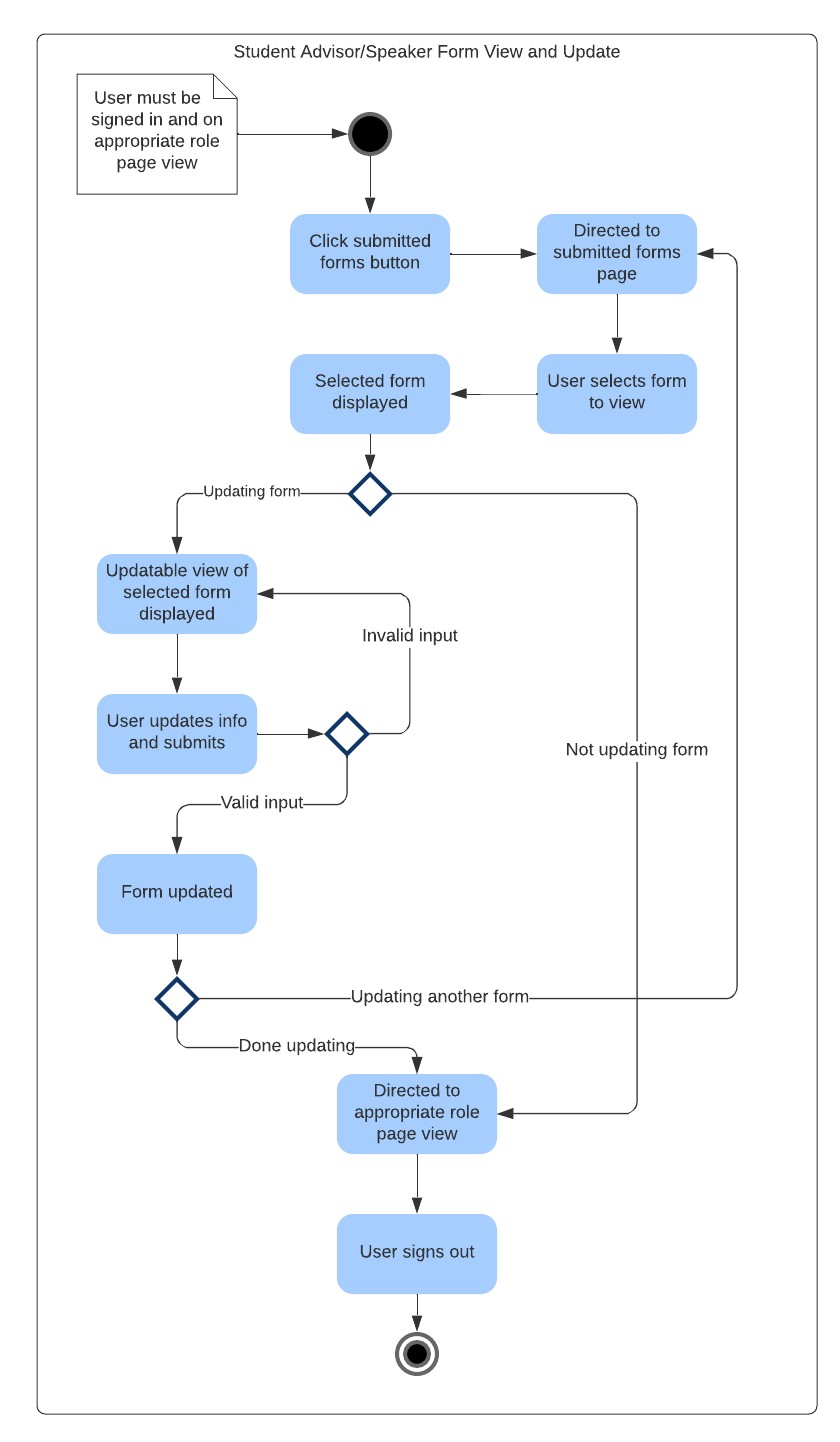 Student Advisor/Speaker Form View and Update
User must be
signed in and on
appropriate role
page view
Click submitted
forms button
Directed to
submitted forms
page
Selected form
displayed
User selects form
to view
Updating form
Updatable view of
selected form
displayed
Invalid input
User updates info
and submits
Not updating form
Valid input
Form updated
Updating another form
Done updating
Directed to
appropriate role
page view
User signs out